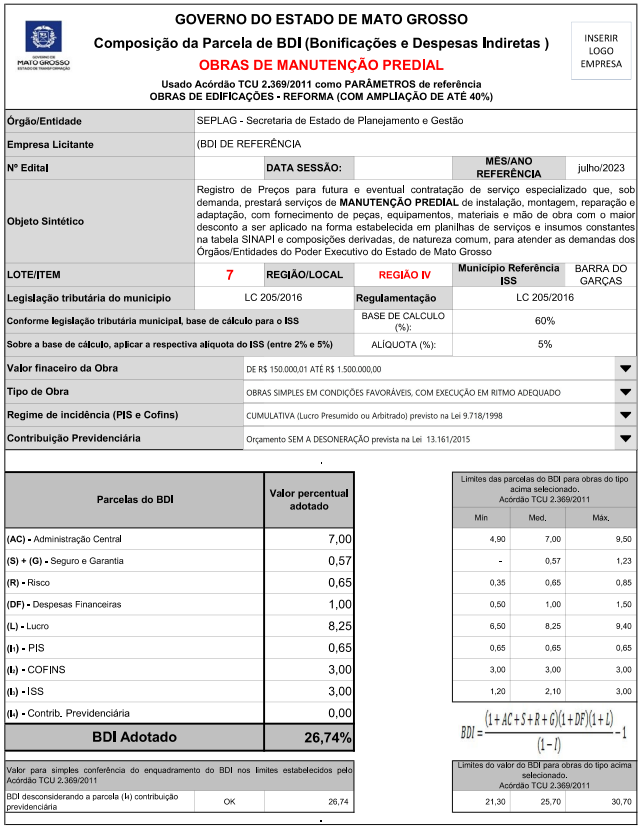 GOVERNO DO ESTADO DE MATO GROSSO
Composição da Parcela de BDI (Bonificações e Despesas Indiretas )
OBRAS DE MANUTENÇÃO PREDIAL
Usado Acórdão TCU 2.369/2011 como PARÂMETROS de referência
OBRAS DE EDIFICAÇÕES - REFORMA (COM AMPLIAÇÃO DE ATÉ 40%)
GOVERNO DE
MATO GROSSO
ESTADO DE TRANSFORMAÇÃO
INSERIR
LOGO
EMPRESA
Órgão/Entidade SEPLAG - Secretaria de Estado de Planejamento e Gestão
Empresa Licitante (BDI DE REFERÊNCIA
Nº Edital DATA SESSÃO: MÊS/ANO REFERÊNCIA julho/2023
Objeto Sintético
Registro de Preços para futura e eventual contratação de serviço especializado que, sob
demanda, prestará serviços de MANUTENÇÃO PREDIAL de instalação, montagem, reparação e
adaptação, com fornecimento de peças, equipamentos, materiais e mão de obra com o maior
desconto a ser aplicado na forma estabelecida em planilhas de serviços e insumos constantes
na tabela SINAPI e composições derivadas, de natureza comum, para atender as demandas dos
Órgãos/Entidades do Poder Executivo do Estado de Mato Grosso
LOTE/ITEM 7 REGIÃO/LOCAL REGIÃO IV Município Referência ISS BARRA DO GARÇAS
Legislação tributária do municipio LC 205/2016 Regulamentação LC 205/2016
Conforme legislação tributária municipal, base de cálculo para o ISS BASE DE CALCULO (%): 60%
Sobre a base de cálculo, aplicar a respectiva alíquota do ISS (entre 2% e 5%) ALÍQUOTA (%): 5%
Valor finaceiro da Obra DE R$ 150.000,01 ATÉ R$ 1.500.000,00
Tipo de Obra OBRAS SIMPLES EM CONDIÇÕES FAVORÁVEIS, COM EXECUÇÃO EM RITMO ADEQUADO
Regime de incidência (PIS e Cofins) CUMULATIVA (Lucro Presumido ou Arbitrado) previsto na Lei 9.718/1998
Contribuição Previdenciária Orçamento SEM A DESONERAÇÃO prevista na Lei 13.161/2015
Parcelas do BDI Valor percentual adotado
Limites das parcelas do BDI para obras do tipo
acima selecionado.
Acórdão TCU 2.369/2011
Mín Med. Máx.
(AC) - Administração Central 7,00 4,90 7,00 9,50
(S) + (G) - Seguro e Garantia 0,57 - 0,57 1,23
(R) - Risco 0,65 0,35 0,65 0,85
(DF) - Despesas Financeiras 1,00 0,50 1,00 1,50
(L) - Lucro 8,25 6,50 8,25 9,40
(I₁) - PIS 0,65 0,65 0,65 0,65
(I₂) - COFINS 3,00 3,00 3,00 3,00
(I₃) - ISS 3,00 1,20 2,10 3,00
(I₄) - Contrib. Previdenciária 0,00
BDI Adotado 26,74%
BDI = (1+AC+S+R+G)(1+DF)(1+L) / (1-I) - 1
Valor para simples conferência do enquadramento do BDI nos limites estabelecidos pelo
Acórdão TCU 2.369/2011
Limites do valor do BDI para obras do tipo acima
selecionado.
Acórdão TCU 2.369/2011
BDI desconsiderando a parcela (I₄) contribuição
previdenciária OK 26,74 21,30 25,70 30,70